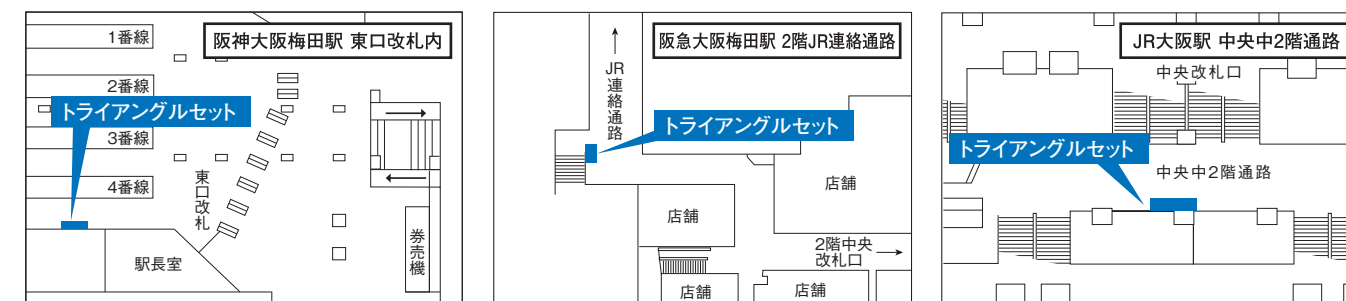 阪神大阪梅田駅 東口改札内
1番線
2番線
トライアングルセット
3番線
4番線
東口改札
駅長室
券売機
阪急大阪梅田駅 2階JR連絡通路
JR連絡通路
トライアングルセット
店舗
店舗
2階中央
改札口
店舗
店舗
JR大阪駅 中央中2階通路
中央改札口
トライアングルセット
中央中2階通路